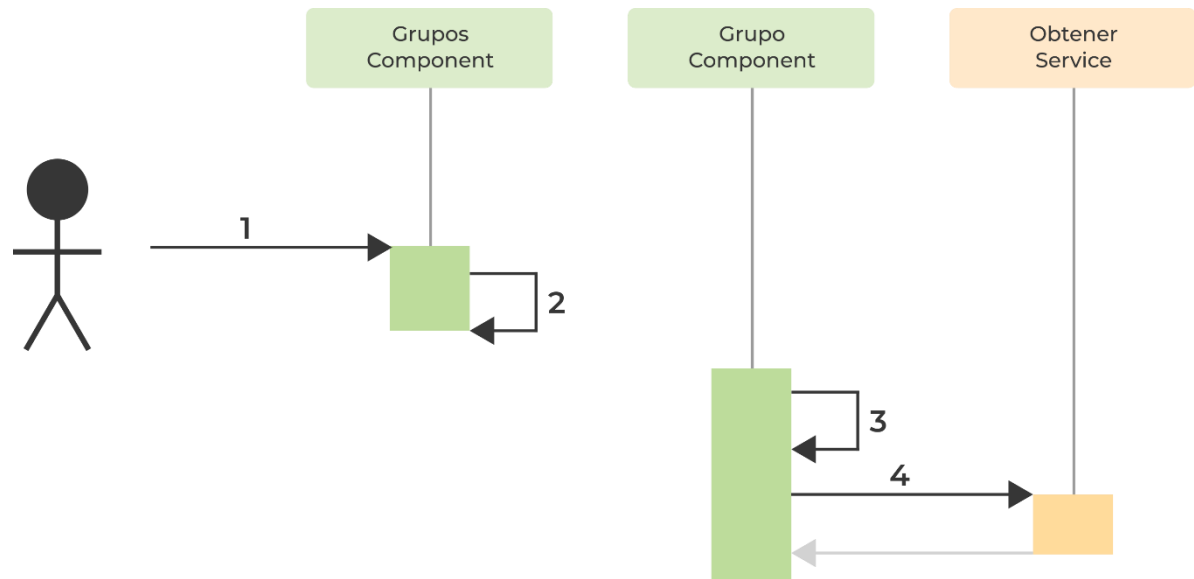 Grupos
Component
Grupo
Component
Obtener
Service
1
2
3
4